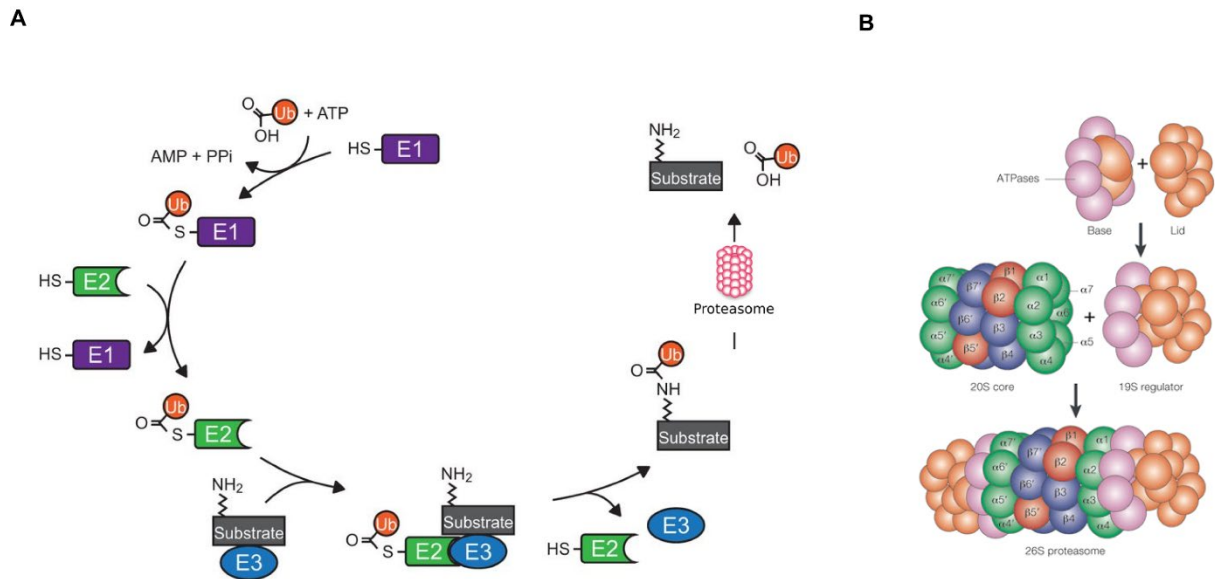 A
O
Ub + ATP
OH
AMP + PPi
HS E1
Ub
O
S E1
HS E2
HS E1
Ub
O
S E2
NH2
Substrate
E3
NH2
Substrate
Ub
O
S E2 E3
E3
HS E2
Ub
O
NH
Substrate
Proteasome
NH2
Substrate
O
Ub
OH
B
ATPases
+
Base Lid
α7' β7' β1 α1
α6' β2 α2 α7
β6' β3 α6
α5' α3 α5
α4' β5' β4 α4
+
20S core 19S regulator
α7' β7' β1 α1
α6' β2 α2
β6' β3
α5' α3
α4' β5' β4 α4
26S proteasome